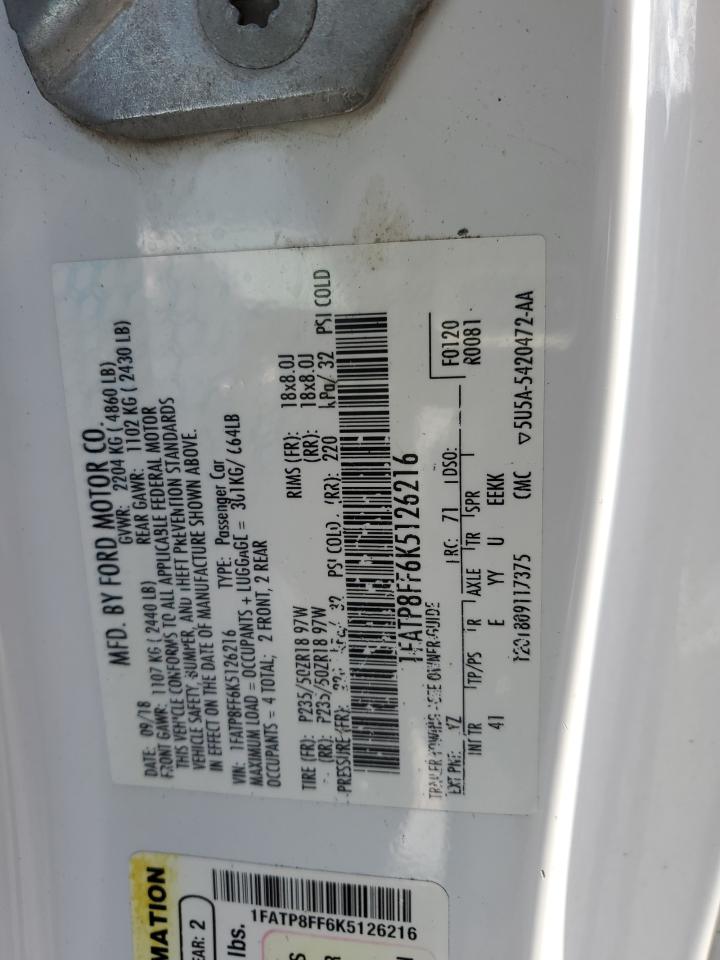 MFD. BY FORD MOTOR CO.
DATE: 09/18 GVWR: 2204 KG ( 4860 LB)
FRONT GAWR: 1107 KG ( 2440 LB) REAR GAWR: 1102 KG ( 2430 LB)
THIS VEHICLE CONFORMS TO ALL APPLICABLE FEDERAL MOTOR
VEHICLE SAFETY, BUMPER, AND THEFT PREVENTION STANDARDS
IN EFFECT ON THE DATE OF MANUFACTURE SHOWN ABOVE.
VIN: 1FATP8FF6K5126216 TYPE: Passenger Car
MAXIMUM LOAD = OCCUPANTS + LUGGAGE = 301KG/ 664LB
OCCUPANTS = 4 TOTAL; 2 FRONT, 2 REAR
TIRE (FR): P235/50ZR18 97W RIMS (FR): 18x8.0J
(RR): P235/50ZR18 97W (RR): 18x8.0J
PRESSURE (FR): kPa/ 32 PSI COLD, (RR): 220 kPa/ 32 PSI COLD
1FATP8FF6K5126216
TRAILER TOWING - SEE OWNER GUIDE
EXT PNT: YZ RC: 71 DSO: F0120
R0081
INT TR TP/PS R AXLE TR SPR
41 E YY U EEKK
T201809117375 CMC 5U5A-5420472-AA
MATION
EAR: 2
lbs.
1FATP8FF6K5126216